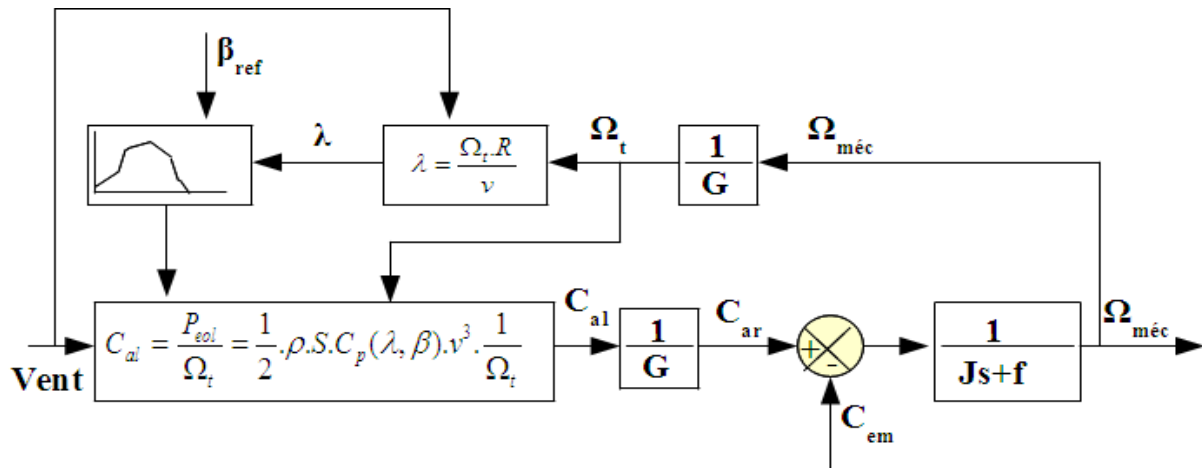 β_ref
λ
λ = Ω_t.R / v
Ω_t
1/G
Ω_méc
Vent
C_al = P_eol / Ω_t = 1/2 .ρ.S.C_p(λ, β).v³. 1/Ω_t
C_al
1/G
C_ar
+
-
C_em
1/Js+f
Ω_méc